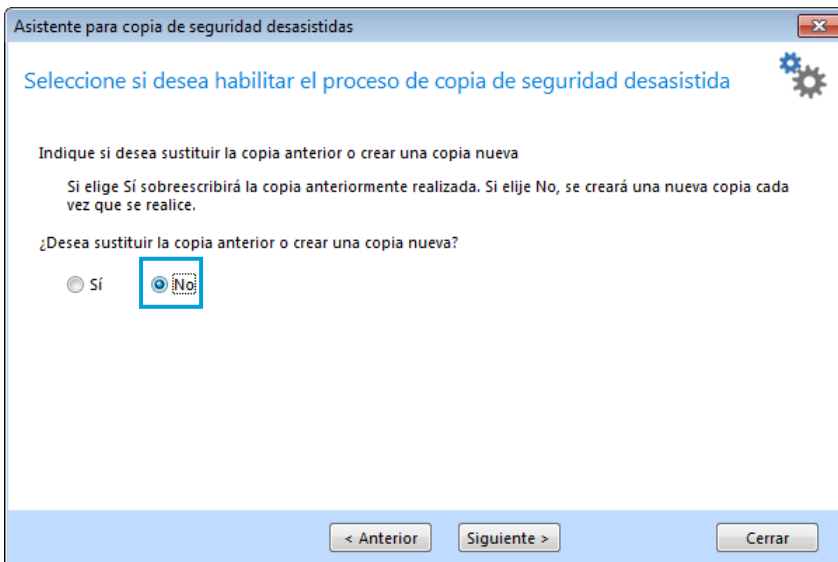 Asistente para copia de seguridad desasistidas
Seleccione si desea habilitar el proceso de copia de seguridad desasistida
Indique si desea sustituir la copia anterior o crear una copia nueva
Si elige Sí sobreescribirá la copia anteriormente realizada. Si elije No, se creará una nueva copia cada
vez que se realice.
¿Desea sustituir la copia anterior o crear una copia nueva?
Sí No
< Anterior Siguiente > Cerrar